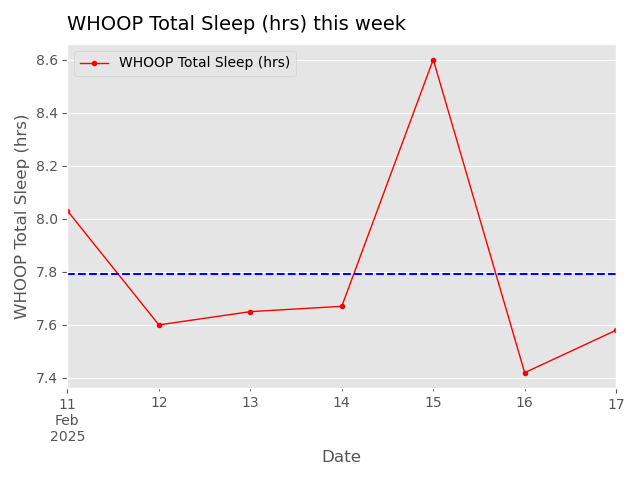 WHOOP Total Sleep (hrs) this week
WHOOP Total Sleep (hrs)
WHOOP Total Sleep (hrs)
8.6
8.4
8.2
8.0
7.8
7.6
7.4
11 12 13 14 15 16 17
Feb
2025
Date